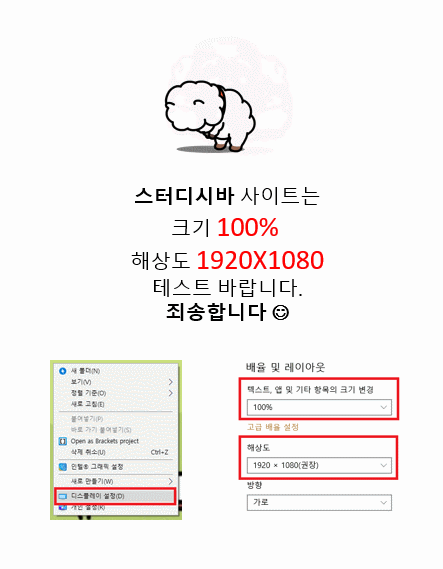 스터디시바 사이트는
크기 100%
해상도 1920X1080
테스트 바랍니다.
죄송합니다 😋
새 폴더(N)
보기(V)
정렬 기준(O)
새로 고침(E)
붙여넣기(P)
바로 가기 붙여넣기(S)
Open as Brackets project
삭제 취소(U) Ctrl+Z
인텔® 그래픽 설정
새로 만들기(W)
디스플레이 설정(D)
개인 설정(R)
배율 및 레이아웃
텍스트, 앱 및 기타 항목의 크기 변경
100%
고급 배율 설정
해상도
1920 × 1080(권장)
방향
가로